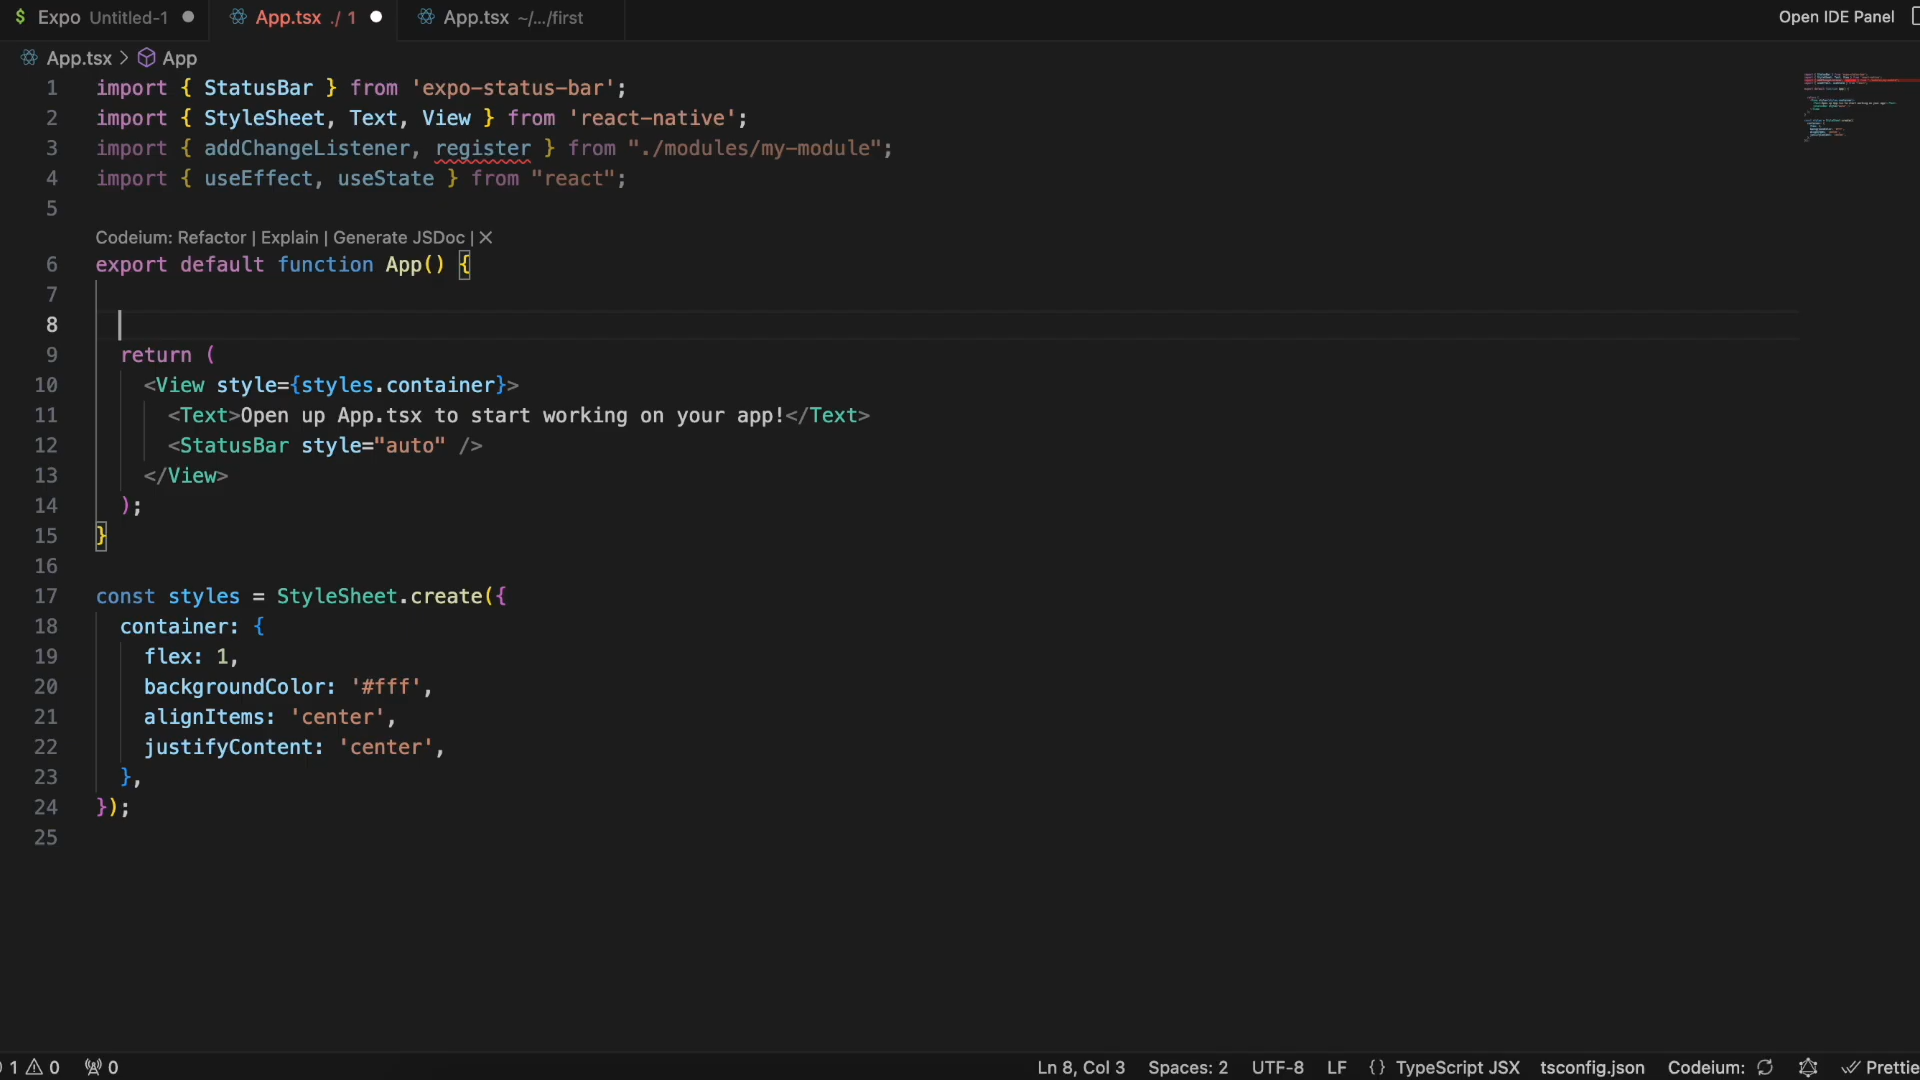 $ Expo Untitled-1 App.tsx ./ 1 App.tsx ~/.../first Open IDE Panel
App.tsx > App
1 import { StatusBar } from 'expo-status-bar';
2 import { StyleSheet, Text, View } from 'react-native';
3 import { addChangeListener, register } from "./modules/my-module";
4 import { useEffect, useState } from "react";
5
Codeium: Refactor | Explain | Generate JSDoc | ✕
6 export default function App() {
7
8
9 return (
10 <View style={styles.container}>
11 <Text>Open up App.tsx to start working on your app!</Text>
12 <StatusBar style="auto" />
13 </View>
14 );
15 }
16
17 const styles = StyleSheet.create({
18 container: {
19 flex: 1,
20 backgroundColor: '#fff',
21 alignItems: 'center',
22 justifyContent: 'center',
23 },
24 });
25
1 0 0 Ln 8, Col 3 Spaces: 2 UTF-8 LF {} TypeScript JSX tsconfig.json Codeium: Prettie